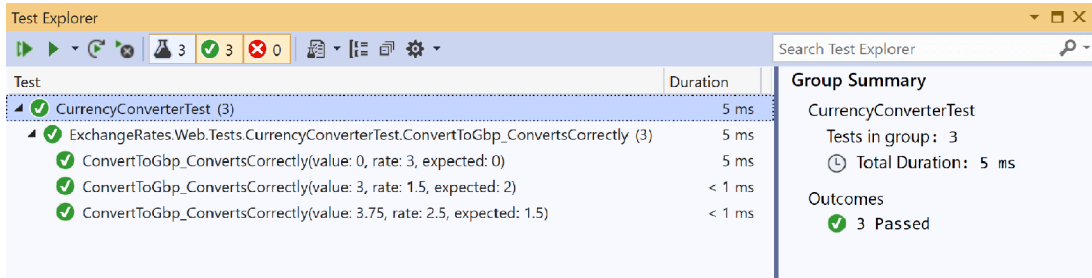 Test Explorer
3 3 0
Search Test Explorer
Test Duration
CurrencyConverterTest (3) 5 ms
ExchangeRates.Web.Tests.CurrencyConverterTest.ConvertToGbp_ConvertsCorrectly (3) 5 ms
ConvertToGbp_ConvertsCorrectly(value: 0, rate: 3, expected: 0) 5 ms
ConvertToGbp_ConvertsCorrectly(value: 3, rate: 1.5, expected: 2) < 1 ms
ConvertToGbp_ConvertsCorrectly(value: 3.75, rate: 2.5, expected: 1.5) < 1 ms
Group Summary
CurrencyConverterTest
Tests in group: 3
Total Duration: 5 ms
Outcomes
3 Passed